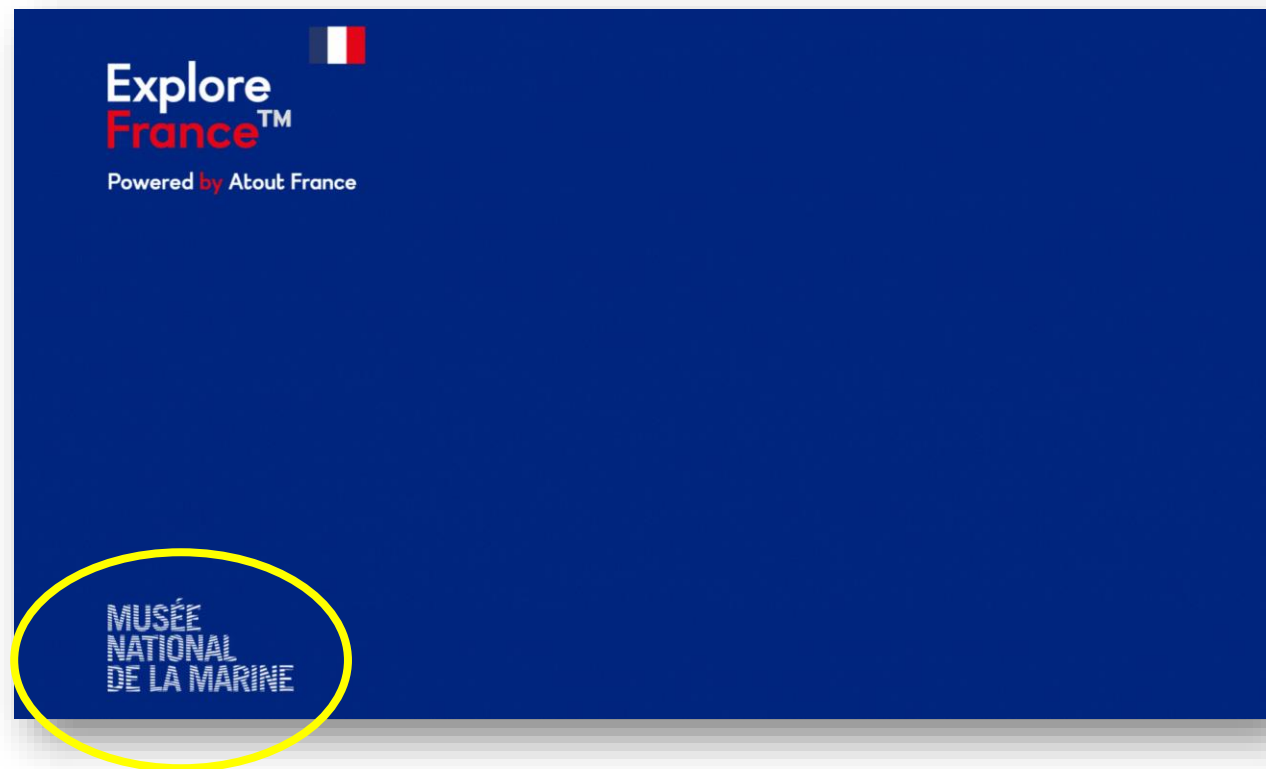 Explore
France™
Powered by Atout France
MUSÉE
NATIONAL
DE LA MARINE